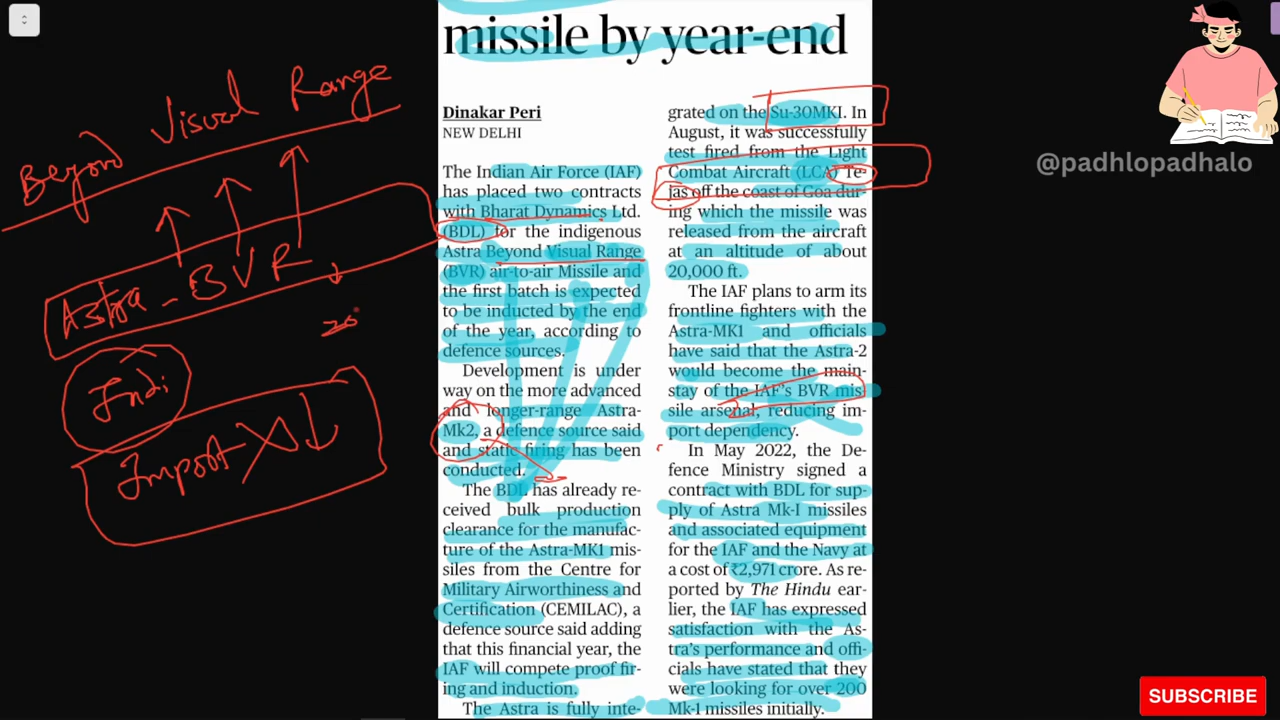 missile by year-end
Dinakar Peri
NEW DELHI
The Indian Air Force (IAF)
has placed two contracts
with Bharat Dynamics Ltd.
(BDL) for the indigenous
Astra Beyond Visual Range
(BVR) air-to-air Missile and
the first batch is expected
to be inducted by the end
of the year, according to
defence sources.
Development is under
way on the more advanced
and longer-range Astra-
Mk2, a defence source said
and static firing has been
conducted.
The BDL has already re-
ceived bulk production
clearance for the manufac-
ture of the Astra-MK1 mis-
siles from the Centre for
Military Airworthiness and
Certification (CEMILAC), a
defence source said adding
that this financial year, the
IAF will compete proof fir-
ing and induction.
The Astra is fully inte-
grated on the Su-30MKI. In
August, it was successfully
test fired from the Light
Combat Aircraft (LCA) Te-
jas off the coast of Goa dur-
ing which the missile was
released from the aircraft
at an altitude of about
20,000 ft.
The IAF plans to arm its
frontline fighters with the
Astra-MK1 and officials
have said that the Astra-2
would become the main-
stay of the IAF's BVR mis-
sile arsenal, reducing im-
port dependency.
In May 2022, the De-
fence Ministry signed a
contract with BDL for sup-
ply of Astra Mk-I missiles
and associated equipment
for the IAF and the Navy at
a cost of ₹2,971 crore. As re-
ported by The Hindu ear-
lier, the IAF has expressed
satisfaction with the As-
tra's performance and offi-
cials have stated that they
were looking for over 200
Mk-1 missiles initially.
Beyond Visual Range
Astra - BVR
Indi
Import
@padhlopadhalo
SUBSCRIBE